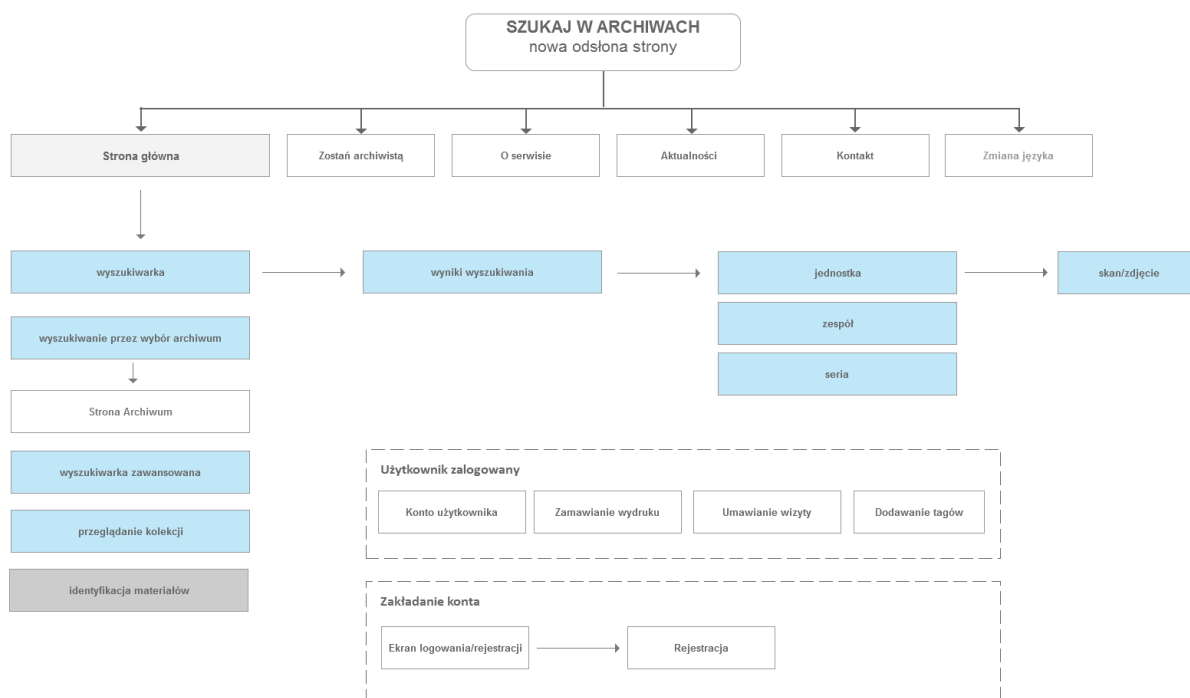 SZUKAJ W ARCHIWACH
nowa odsłona strony
Strona główna
Zostań archiwistą
O serwisie
Aktualności
Kontakt
Zmiana języka
wyszukiwarka
wyniki wyszukiwania
jednostka
skan/zdjęcie
zespół
wyszukiwanie przez wybór archiwum
seria
Strona Archiwum
wyszukiwarka zawansowana
przeglądanie kolekcji
identyfikacja materiałów
Użytkownik zalogowany
Konto użytkownika
Zamawianie wydruku
Umawianie wizyty
Dodawanie tagów
Zakładanie konta
Ekran logowania/rejestracji
Rejestracja